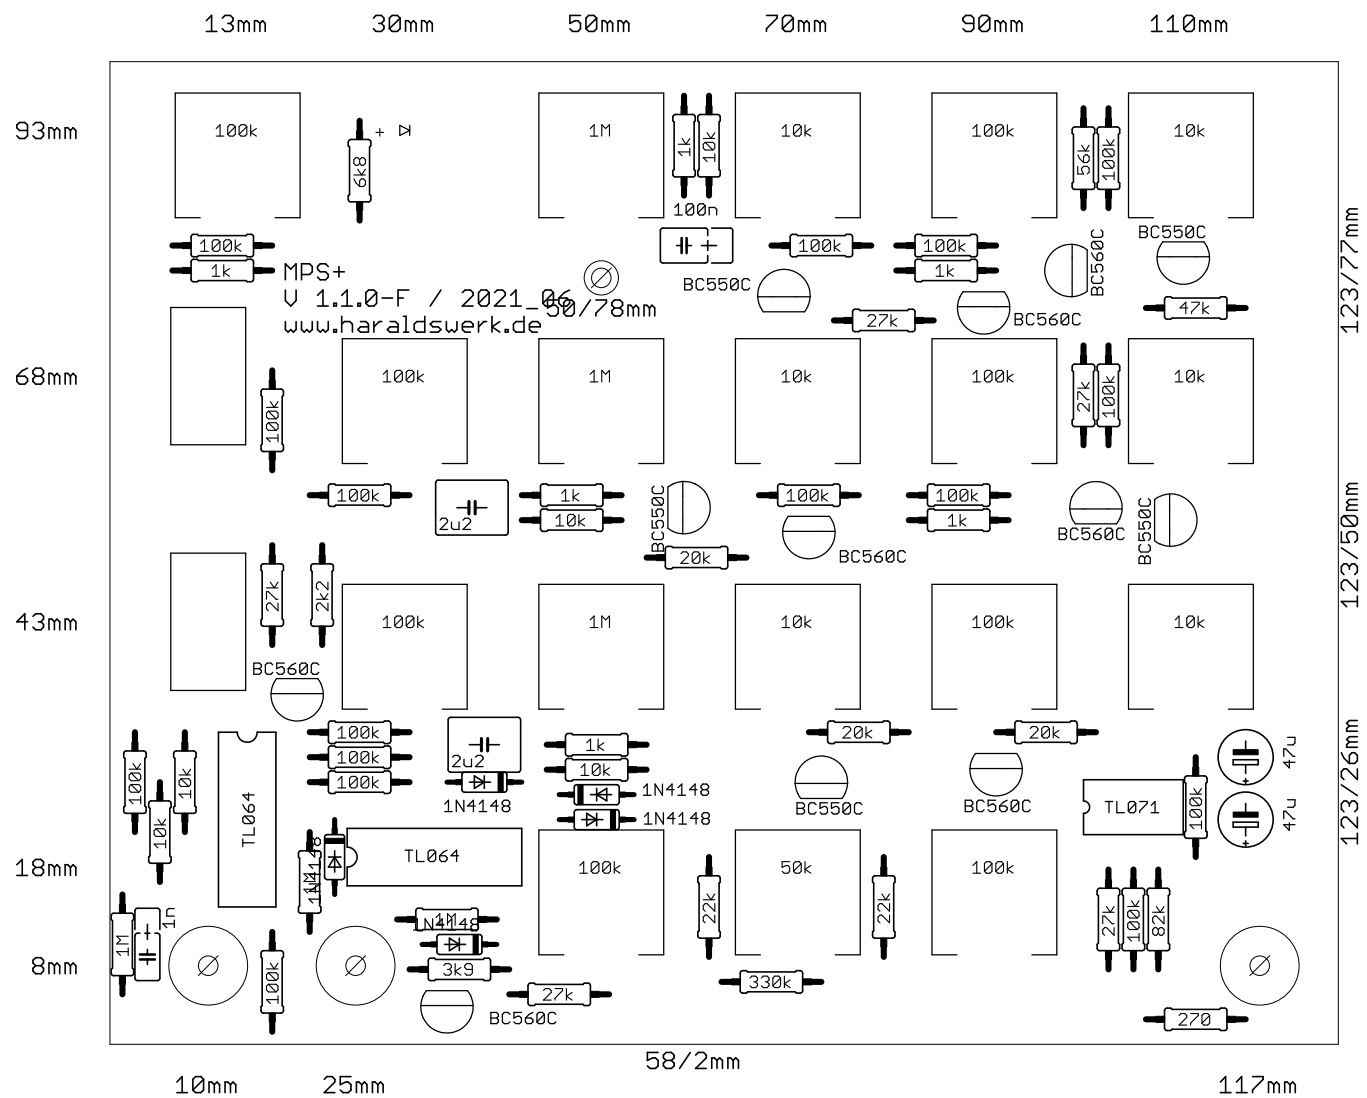 13mm 30mm 50mm 70mm 90mm 110mm
93mm
100k 6k8 + 1M 1k 10k 10k 100k 56k 100k 10k
100n
100k 1k
100k 100k 1k
BC550C BC560C BC550C
MPS+
V 1.1.0-F / 2021_06
50/78mm
www.haraldswerk.de
27k BC560C 47k
123/77mm
68mm
100k 100k 1M 10k 100k 27k 100k 10k
100k 2u2 1k 10k BC550C 100k 100k 1k
20k BC560C BC560C BC550C
123/50mm
43mm
27k 2k2 100k 1M 10k 100k 10k
BC560C
100k 100k 100k
2u2
1N4148
1k
10k
1N4148
1N4148
20k 20k
BC550C BC560C
47u
47u
+
+
123/26mm
100k 10k 10k TL064
TL071 100k
18mm
1M 1N4148 TL064 100k 50k 100k
22k 22k
27k 100k 82k
1M 1n
1M
1N4148
3k9
8mm
100k
BC560C 27k 330k
270
58/2mm
10mm 25mm 117mm